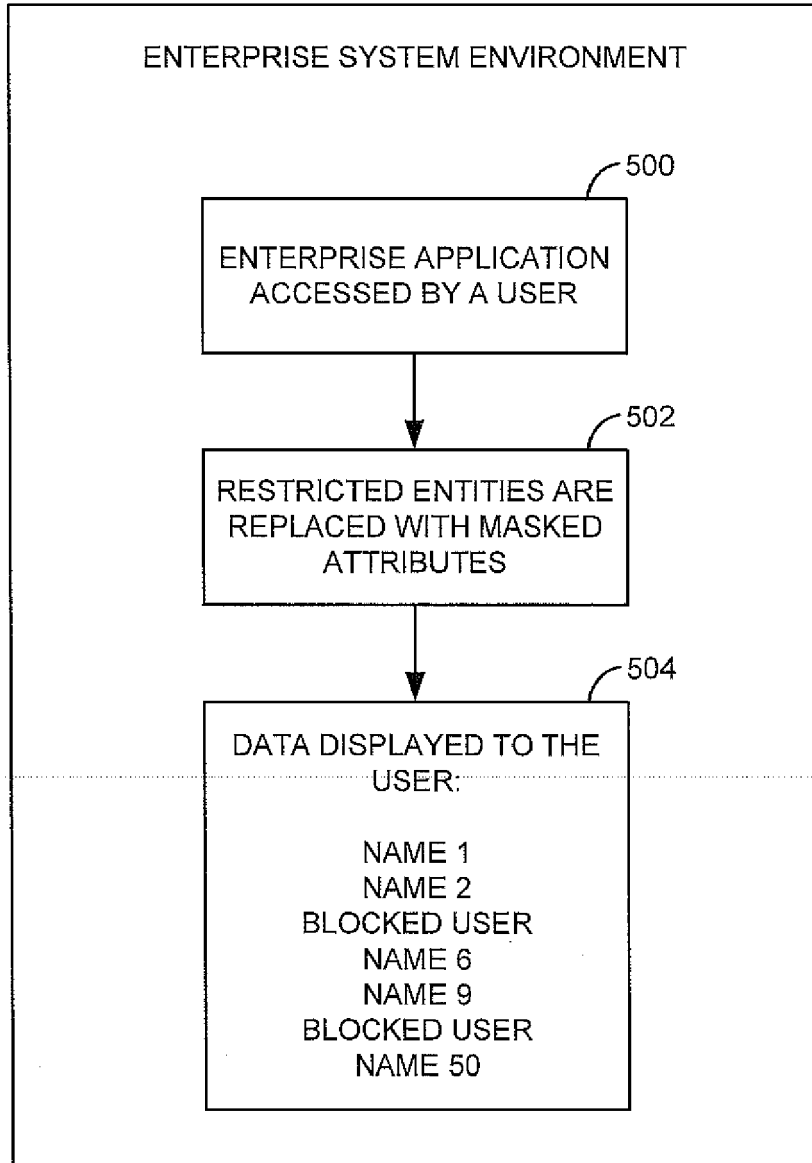 ENTERPRISE SYSTEM ENVIRONMENT
500
ENTERPRISE APPLICATION
ACCESSED BY A USER
502
RESTRICTED ENTITIES ARE
REPLACED WITH MASKED
ATTRIBUTES
504
DATA DISPLAYED TO THE
USER:
NAME 1
NAME 2
BLOCKED USER
NAME 6
NAME 9
BLOCKED USER
NAME 50